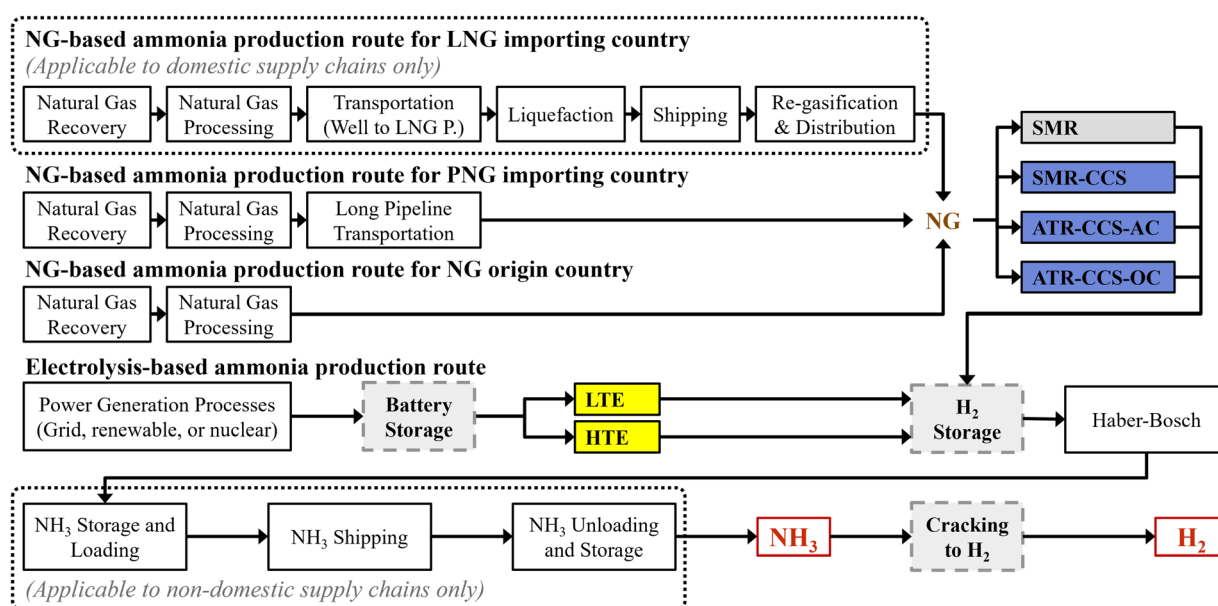 NG-based ammonia production route for LNG importing country
(Applicable to domestic supply chains only)
Natural Gas
Recovery
Natural Gas
Processing
Transportation
(Well to LNG P.)
Liquefaction
Shipping
Re-gasification
& Distribution
NG-based ammonia production route for PNG importing country
Natural Gas
Recovery
Natural Gas
Processing
Long Pipeline
Transportation
NG
SMR
SMR-CCS
ATR-CCS-AC
ATR-CCS-OC
NG-based ammonia production route for NG origin country
Natural Gas
Recovery
Natural Gas
Processing
Electrolysis-based ammonia production route
Power Generation Processes
(Grid, renewable, or nuclear)
Battery
Storage
LTE
HTE
H₂
Storage
Haber-Bosch
NH₃ Storage and
Loading
NH₃ Shipping
NH₃ Unloading
and Storage
NH₃
Cracking
to H₂
H₂
(Applicable to non-domestic supply chains only)